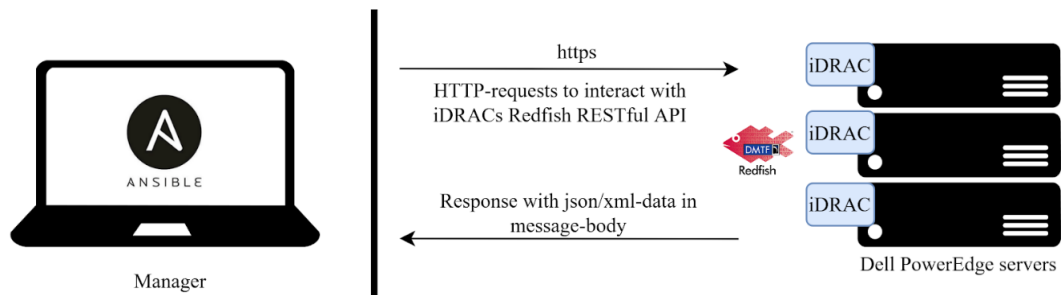 ANSIBLE
Manager
https
HTTP-requests to interact with
iDRACs Redfish RESTful API
DMTF
Redfish
Response with json/xml-data in
message-body
iDRAC
iDRAC
iDRAC
Dell PowerEdge servers